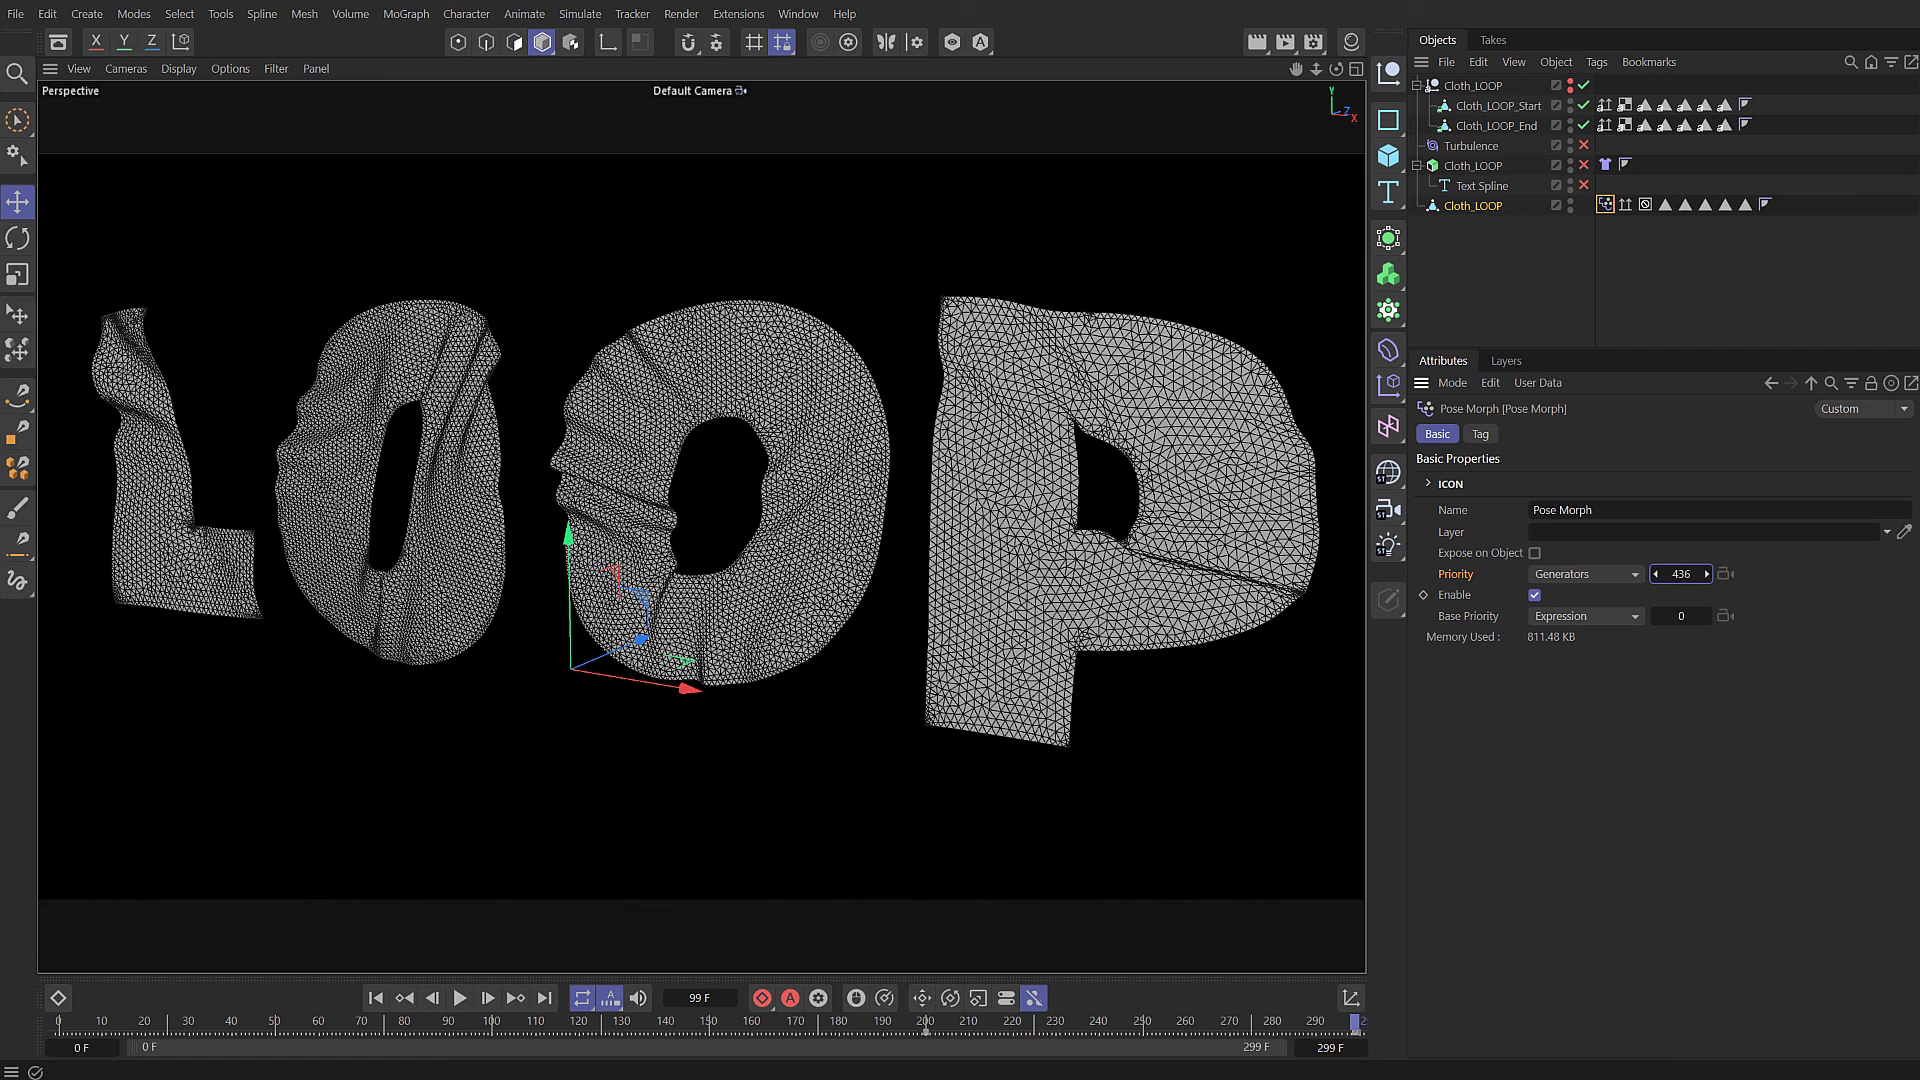 File Edit Create Modes Select Tools Spline Mesh Volume MoGraph Character Animate Simulate Tracker Render Extensions Window Help
X Y Z
View Cameras Display Options Filter Panel
Perspective
Default Camera
Y
Z
X
LOOP
Objects Takes
File Edit View Object Tags Bookmarks
Cloth_LOOP
Cloth_LOOP_Start
Cloth_LOOP_End
Turbulence
Cloth_LOOP
Text Spline
Cloth_LOOP
Attributes Layers
Mode Edit User Data
Pose Morph [Pose Morph]
Custom
Basic Tag
Basic Properties
ICON
Name Pose Morph
Layer
Expose on Object
Priority Generators 436
Enable
Base Priority Expression 0
Memory Used : 811.48 KB
99 F
0 10 20 30 40 50 60 70 80 90 100 110 120 130 140 150 160 170 180 190 200 210 220 230 240 250 260 270 280 290
0 F 0 F 299 F 299 F